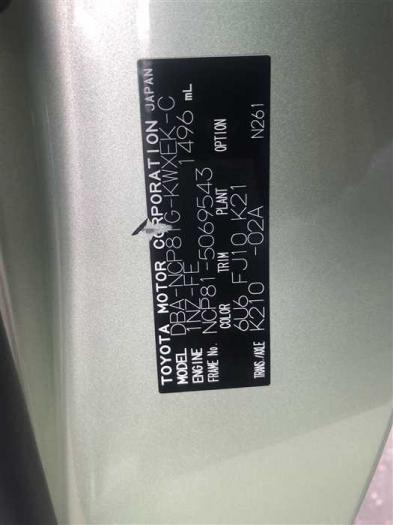 TOYOTA MOTOR CORPORATION JAPAN
MODEL DBA-NCP81G-KWXEK-C
ENGINE 1NZ-FE 1496 mL
FRAME No. NCP81-5069543
COLOR TRIM PLANT OPTION
6U6 FJ10 K21
K210 -02A
TRANS/AXLE N261